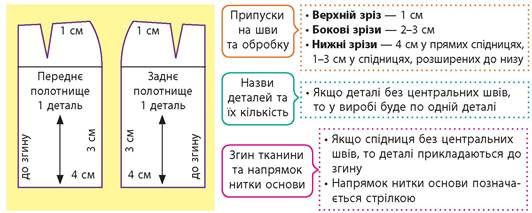 1 см
Переднє
полотнище
1 деталь
до згину
3 см
4 см
1 см
Заднє
полотнище
1 деталь
3 см
до згину
4 см
Припуски
на шви
та обробку
• Верхній зріз — 1 см
• Бокові зрізи — 2–3 см
• Нижні зрізи — 4 см у прямих спідницях,
1–3 см у спідницях, розширених до низу
Назви
деталей та
їх кількість
• Якщо деталі без центральних швів,
то у виробі буде по одній деталі
Згин тканини
та напрямок
нитки основи
• Якщо спідниця без центральних
швів, то деталі прикладаються до
згину
• Напрямок нитки основи познача-
ється стрілкою